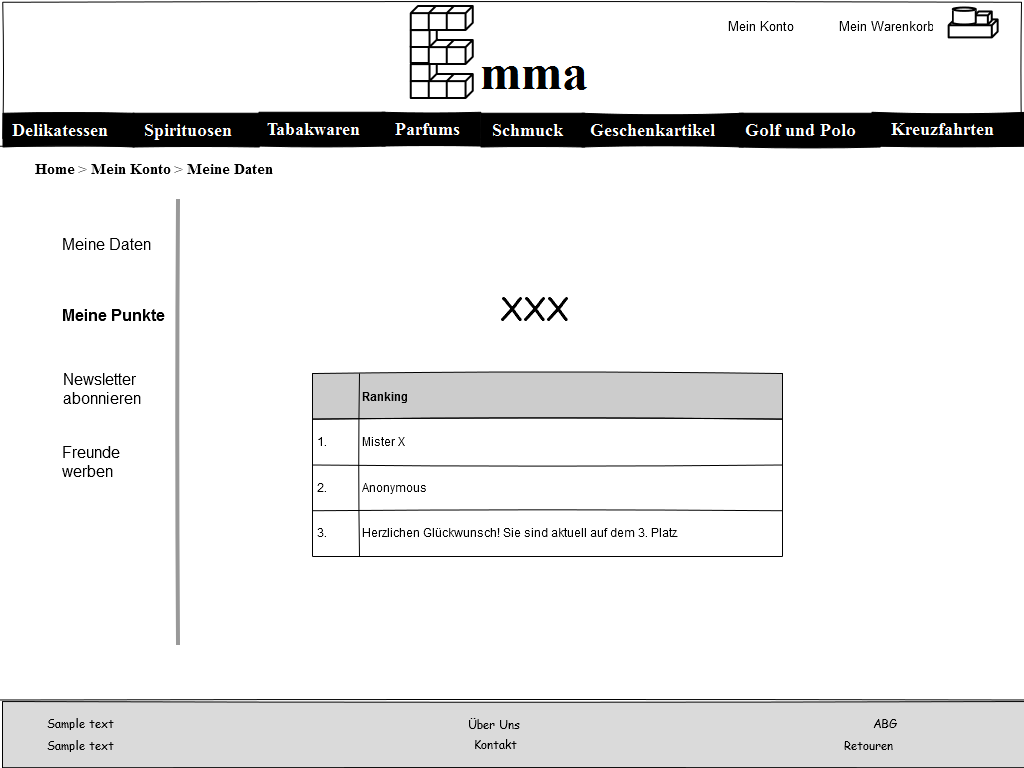 Mein Konto Mein Warenkorb
Emma
Delikatessen Spirituosen Tabakwaren Parfums Schmuck Geschenkartikel Golf und Polo Kreuzfahrten
Home > Mein Konto > Meine Daten
Meine Daten
Meine Punkte
Newsletter
abonnieren
Freunde
werben
XXX
Ranking
1. Mister X
2. Anonymous
3. Herzlichen Glückwunsch! Sie sind aktuell auf dem 3. Platz
Sample text Über Uns ABG
Sample text Kontakt Retouren